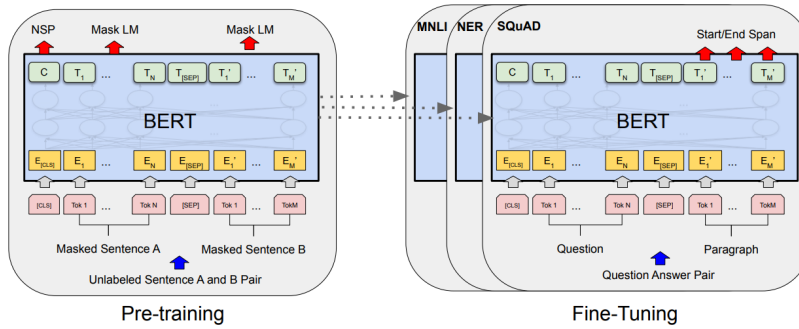 NSP Mask LM Mask LM
C T1 ... TN T[SEP] T1' ... TM'
BERT
E[CLS] E1 ... EN E[SEP] E1' ... EM'
[CLS] Tok 1 ... Tok N [SEP] Tok 1 ... TokM
Masked Sentence A Masked Sentence B
Unlabeled Sentence A and B Pair
Pre-training
MNLI NER SQuAD
Start/End Span
C T1 ... TN T[SEP] T1' ... TM'
BERT
E[CLS] E1 ... EN E[SEP] E1' ... EM'
[CLS] Tok 1 ... Tok N [SEP] Tok 1 ... TokM
Question Paragraph
Question Answer Pair
Fine-Tuning